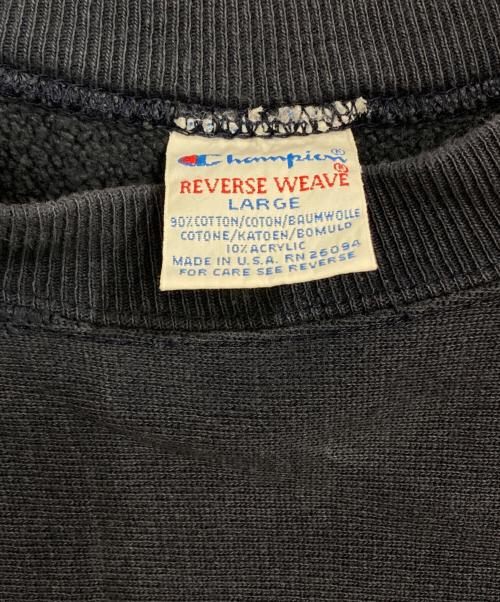 Champion®
REVERSE WEAVE®
LARGE
90%COTTON/COTON/BAUMWOLLE
COTONE/KATOEN/BOMULD
10% ACRYLIC
MADE IN U.S.A. RN 26094
FOR CARE SEE REVERSE